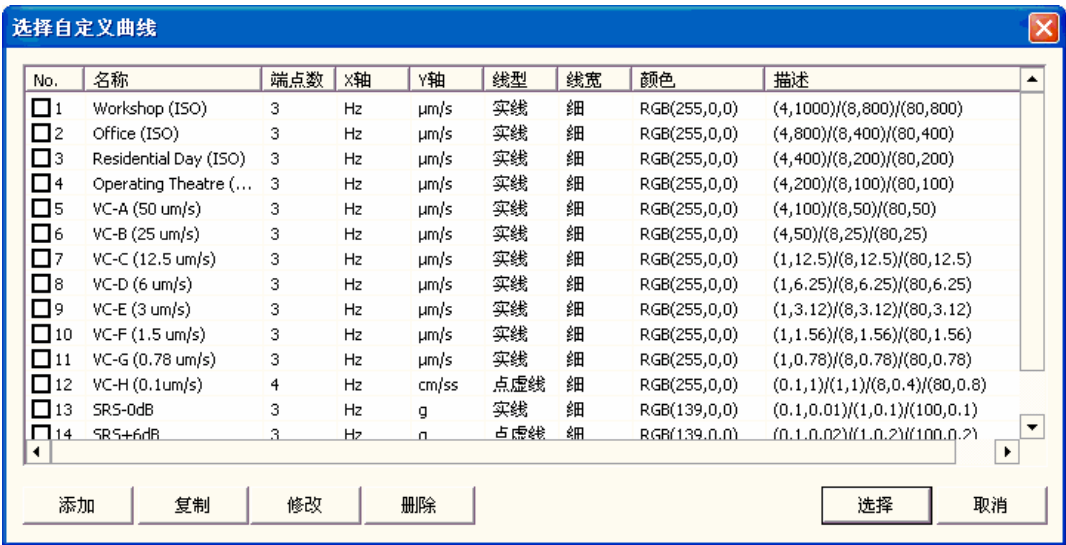 选择自定义曲线
No. 名称 端点数 X轴 Y轴 线型 线宽 颜色 描述
1 Workshop (ISO) 3 Hz µm/s 实线 细 RGB(255,0,0) (4,1000)/(8,800)/(80,800)
2 Office (ISO) 3 Hz µm/s 实线 细 RGB(255,0,0) (4,800)/(8,400)/(80,400)
3 Residential Day (ISO) 3 Hz µm/s 实线 细 RGB(255,0,0) (4,400)/(8,200)/(80,200)
4 Operating Theatre (... 3 Hz µm/s 实线 细 RGB(255,0,0) (4,200)/(8,100)/(80,100)
5 VC-A (50 um/s) 3 Hz µm/s 实线 细 RGB(255,0,0) (4,100)/(8,50)/(80,50)
6 VC-B (25 um/s) 3 Hz µm/s 实线 细 RGB(255,0,0) (4,50)/(8,25)/(80,25)
7 VC-C (12.5 um/s) 3 Hz µm/s 实线 细 RGB(255,0,0) (1,12.5)/(8,12.5)/(80,12.5)
8 VC-D (6 um/s) 3 Hz µm/s 实线 细 RGB(255,0,0) (1,6.25)/(8,6.25)/(80,6.25)
9 VC-E (3 um/s) 3 Hz µm/s 实线 细 RGB(255,0,0) (1,3.12)/(8,3.12)/(80,3.12)
10 VC-F (1.5 um/s) 3 Hz µm/s 实线 细 RGB(255,0,0) (1,1.56)/(8,1.56)/(80,1.56)
11 VC-G (0.78 um/s) 3 Hz µm/s 实线 细 RGB(255,0,0) (1,0.78)/(8,0.78)/(80,0.78)
12 VC-H (0.1um/s) 4 Hz cm/ss 点虚线 细 RGB(255,0,0) (0.1,1)/(1,1)/(8,0.4)/(80,0.8)
13 SRS-0dB 3 Hz g 实线 细 RGB(139,0,0) (0.1,0.01)/(1,0.1)/(100,0.1)
14 SRS+6dB 3 Hz g 点虚线 细 RGB(139,0,0) (0.1,0.02)/(1,0.2)/(100,0.2)
添加 复制 修改 删除 选择 取消